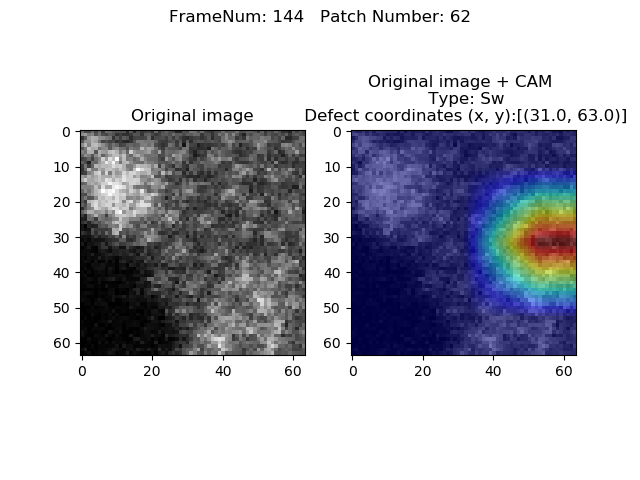 FrameNum: 144   Patch Number: 62
Original image
Original image + CAM
Type: Sw
Defect coordinates (x, y):[(31.0, 63.0)]
0
10
20
30
40
50
60
0 20 40 60
0
10
20
30
40
50
60
0 20 40 60